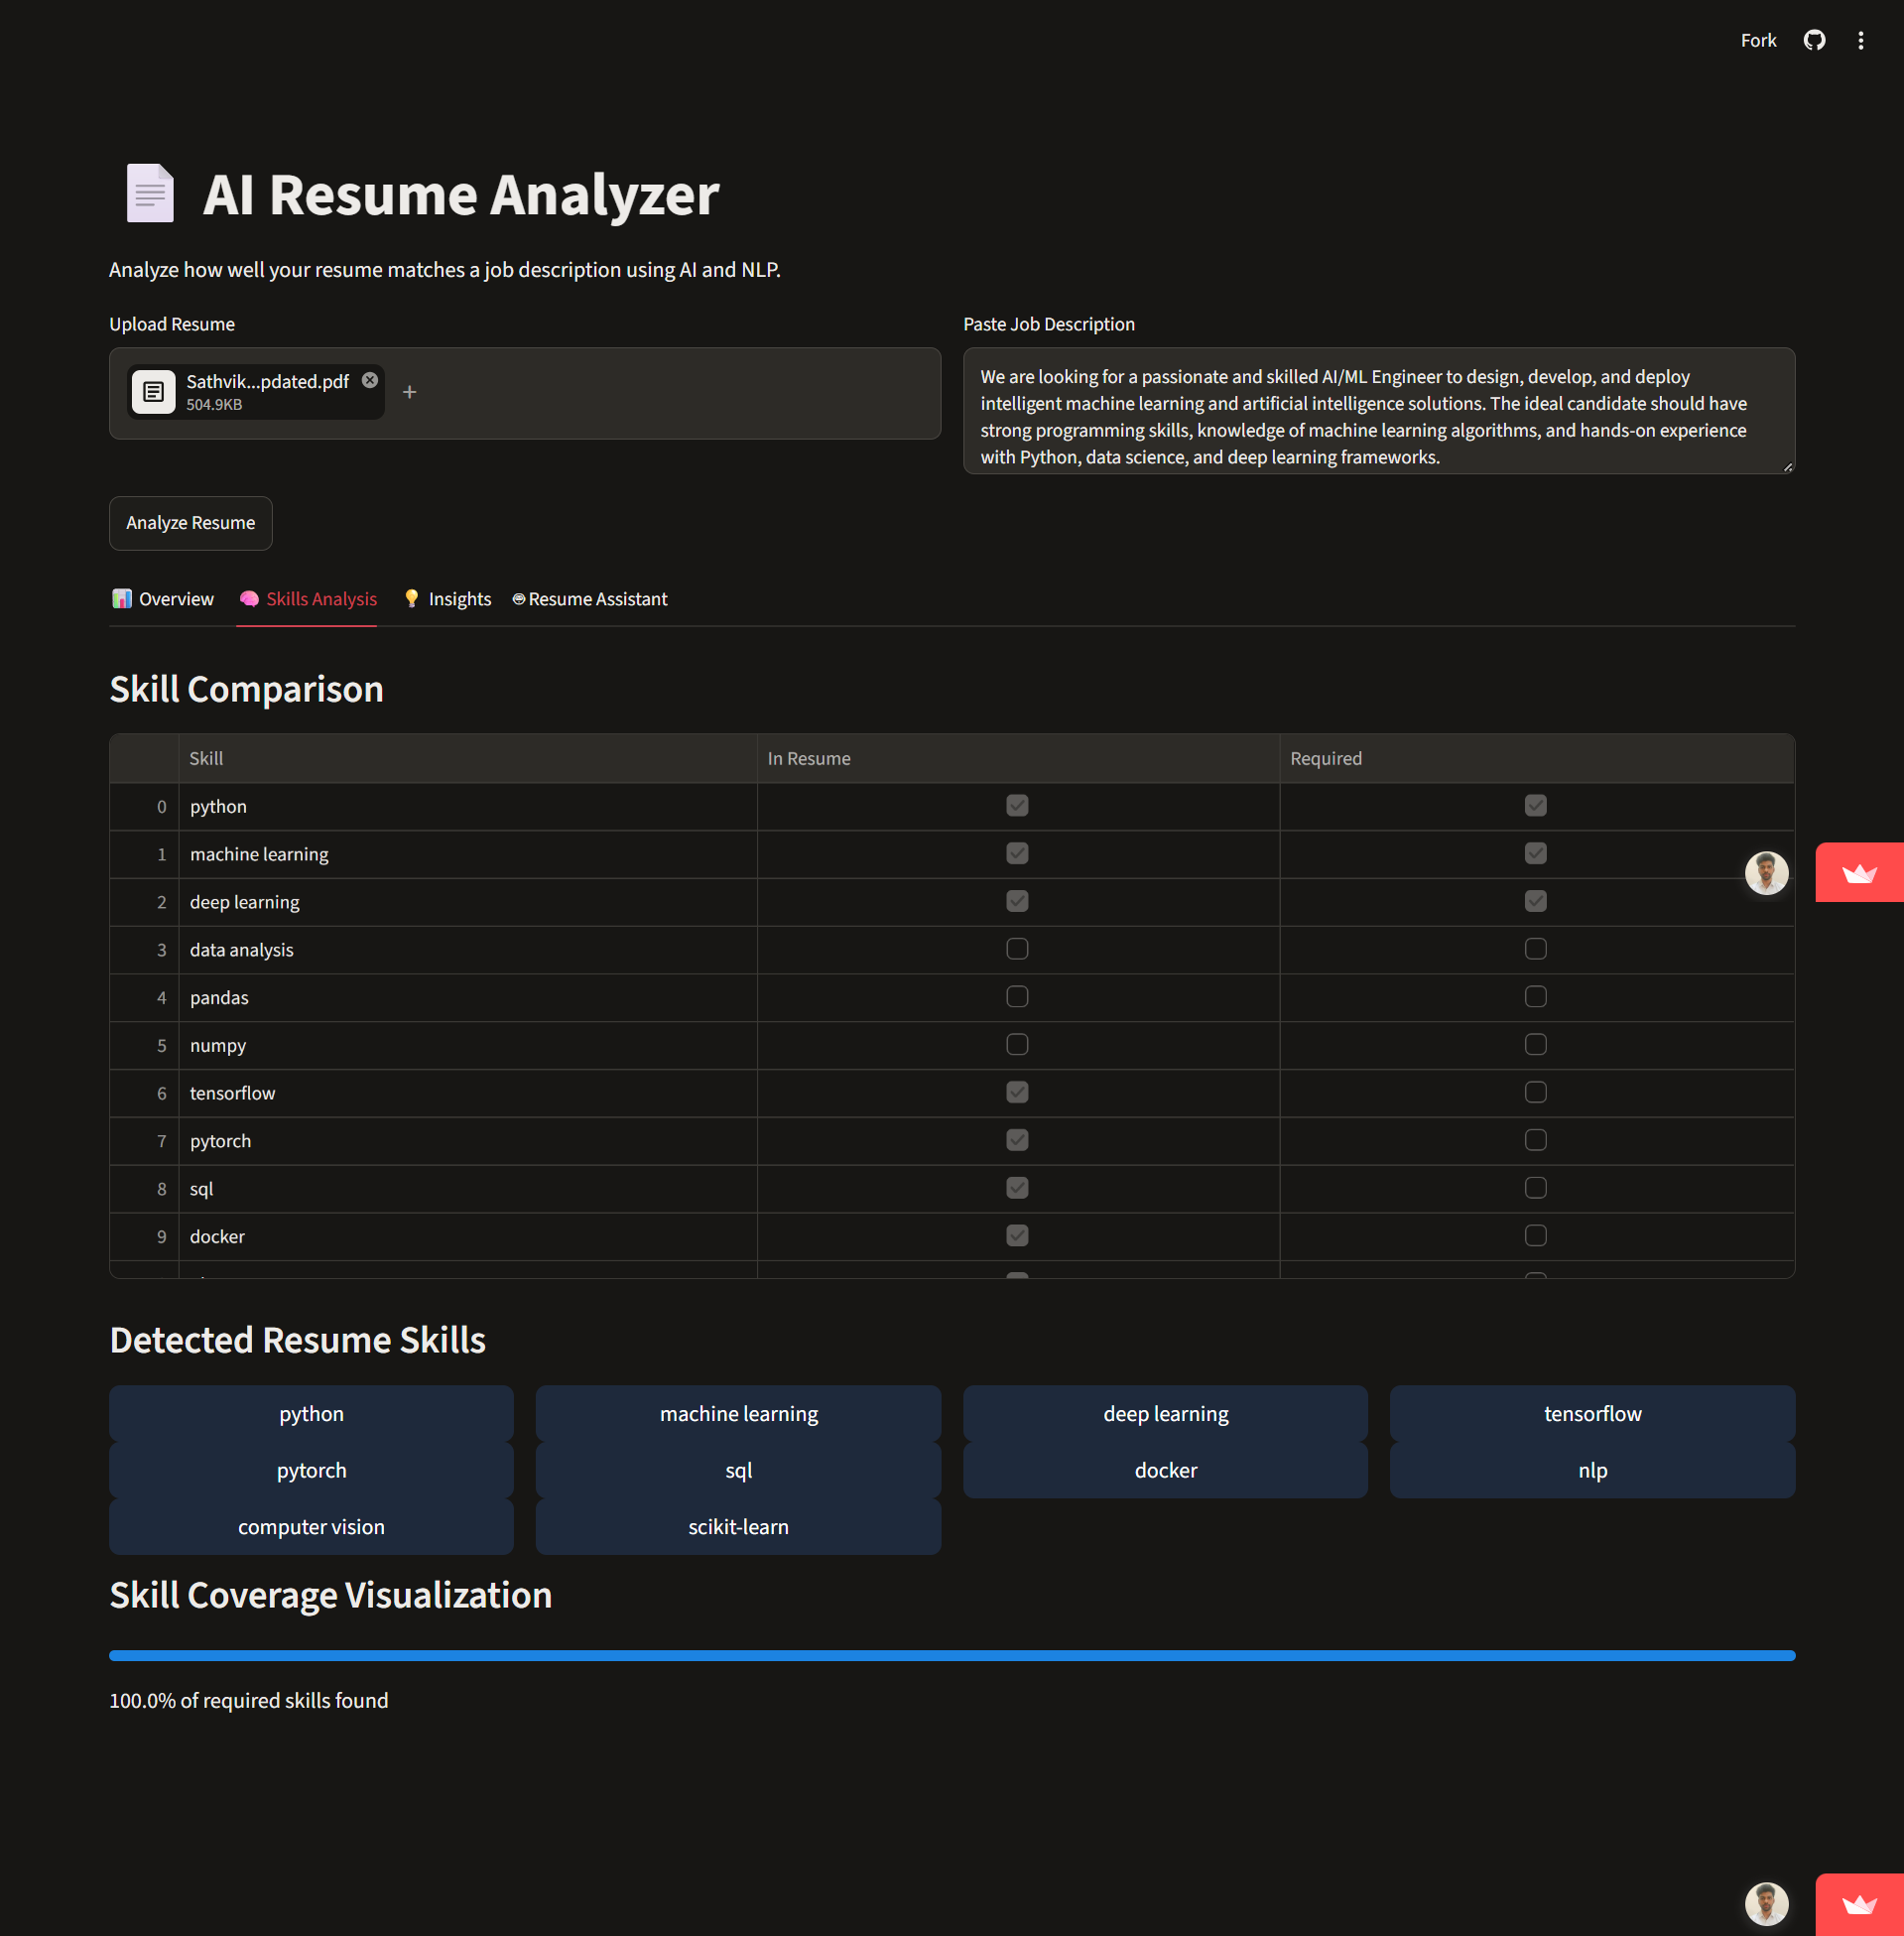 Fork
AI Resume Analyzer
Analyze how well your resume matches a job description using AI and NLP.
Upload Resume
Sathvik...pdated.pdf
504.9KB
Paste Job Description
We are looking for a passionate and skilled AI/ML Engineer to design, develop, and deploy
intelligent machine learning and artificial intelligence solutions. The ideal candidate should have
strong programming skills, knowledge of machine learning algorithms, and hands-on experience
with Python, data science, and deep learning frameworks.
Analyze Resume
Overview Skills Analysis Insights Resume Assistant
Skill Comparison
Skill In Resume Required
0 python
1 machine learning
2 deep learning
3 data analysis
4 pandas
5 numpy
6 tensorflow
7 pytorch
8 sql
9 docker
Detected Resume Skills
python machine learning deep learning tensorflow
pytorch sql docker nlp
computer vision scikit-learn
Skill Coverage Visualization
100.0% of required skills found